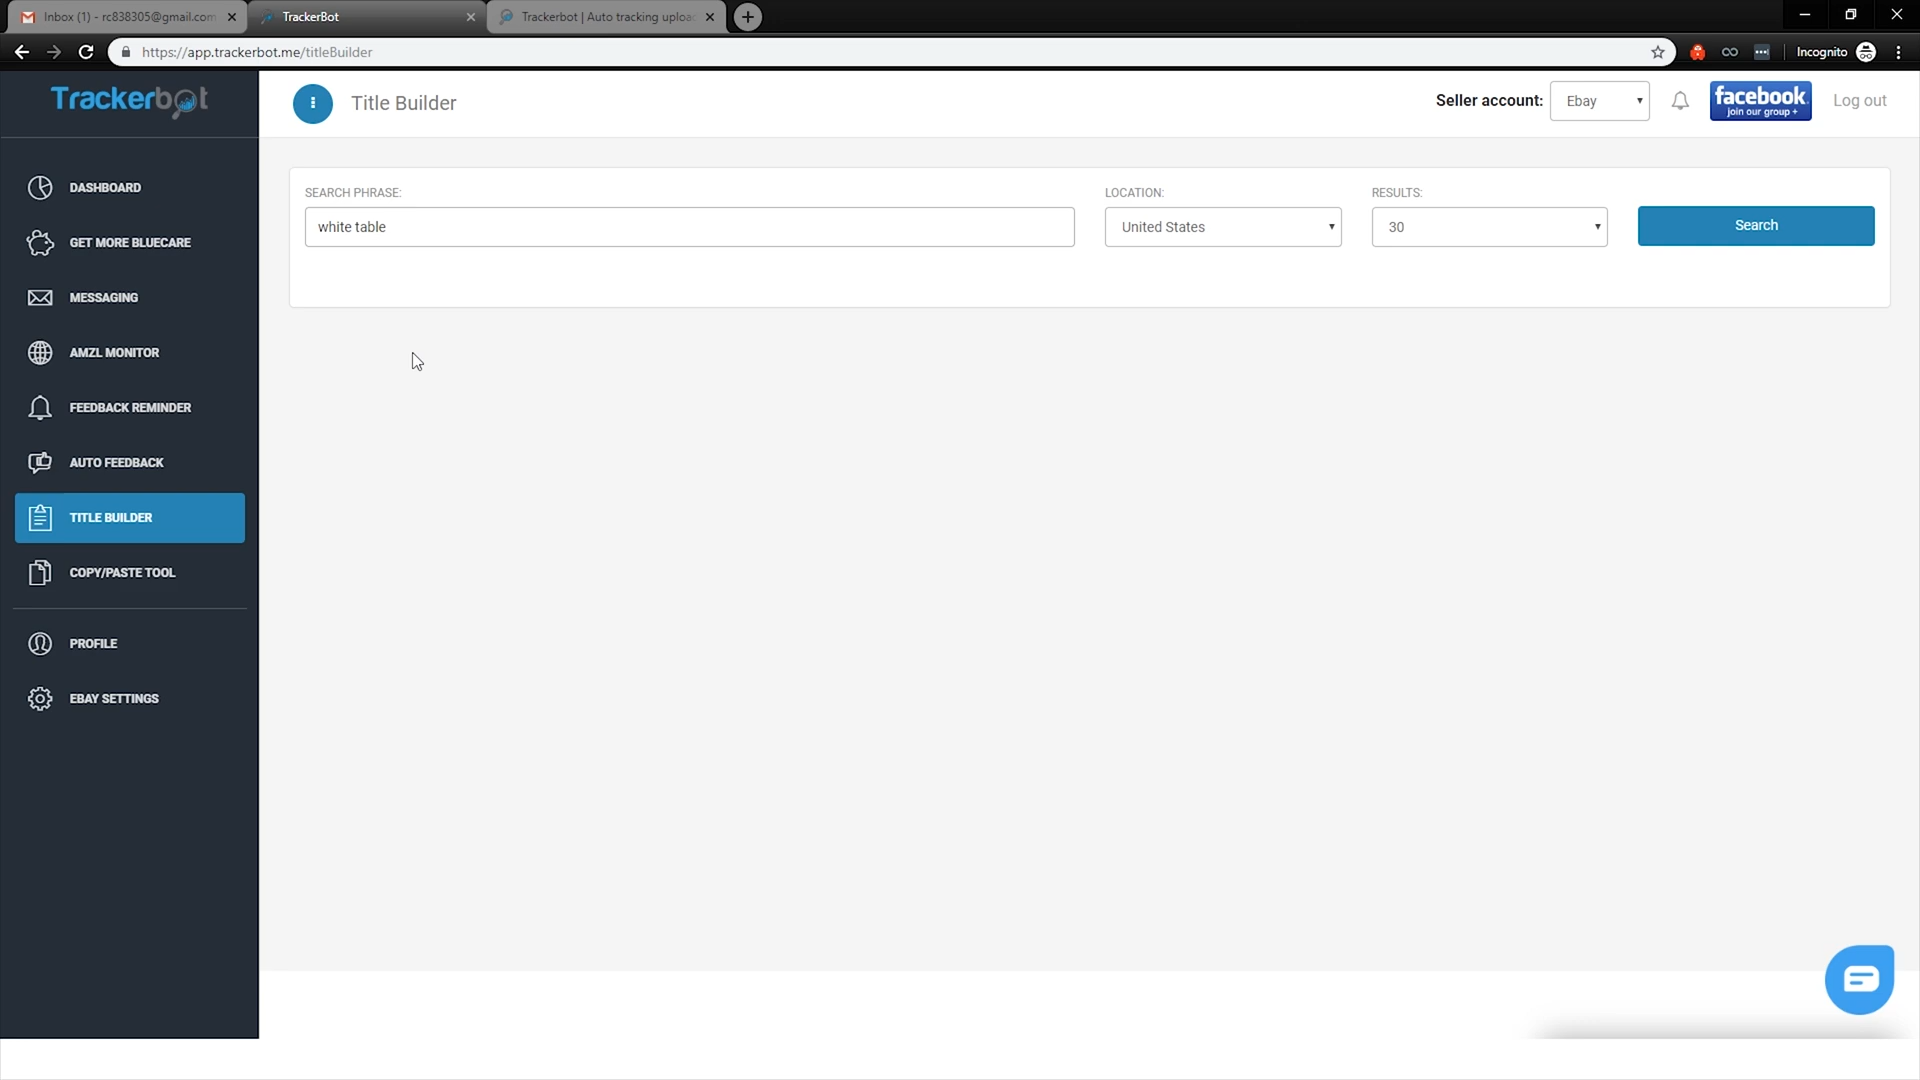 Inbox (1) - rc838305@gmail.com
TrackerBot
Trackerbot | Auto tracking uploa
https://app.trackerbot.me/titleBuilder
Incognito
Trackerbot
Title Builder
Seller account:
Ebay
facebook
join our group +
Log out
DASHBOARD
GET MORE BLUECARE
MESSAGING
AMZL MONITOR
FEEDBACK REMINDER
AUTO FEEDBACK
TITLE BUILDER
COPY/PASTE TOOL
PROFILE
EBAY SETTINGS
SEARCH PHRASE:
white table
LOCATION:
United States
RESULTS:
30
Search